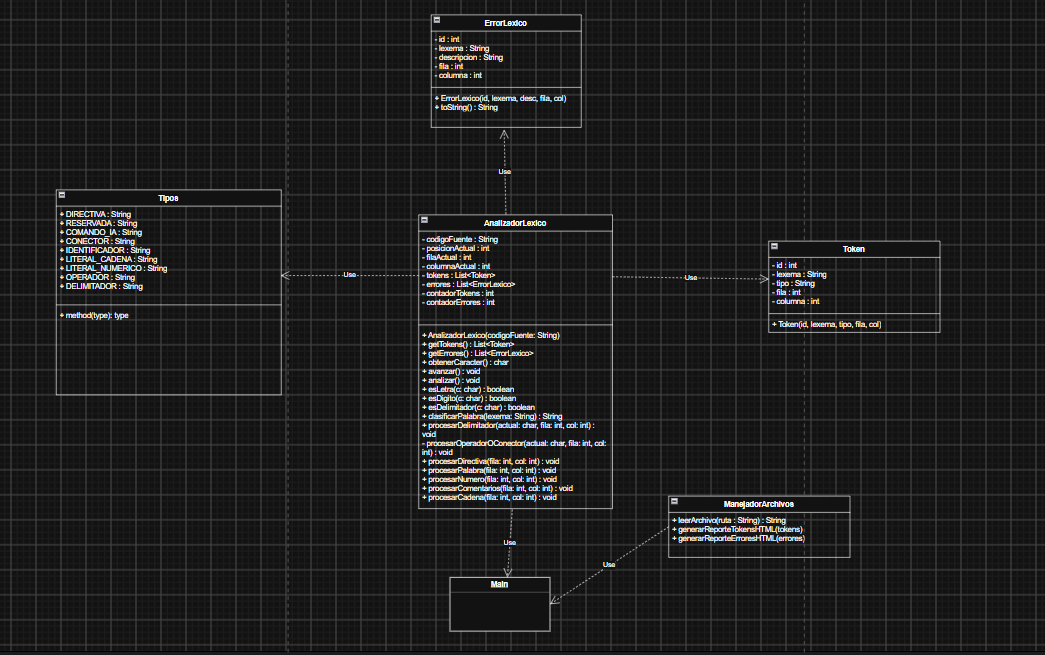 ErrorLexico
- id : int
- lexema : String
- descripcion : String
- fila : int
- columna : int
+ ErrorLexico(id, lexema, desc, fila, col)
+ toString() : String
Use
Tipos
+ DIRECTIVA : String
+ RESERVADA : String
+ COMANDO_IA : String
+ CONECTOR : String
+ IDENTIFICADOR : String
+ LITERAL_CADENA : String
+ LITERAL_NUMERICO : String
+ OPERADOR : String
+ DELIMITADOR : String
+ method(type): type
Use
AnalizadorLexico
- codigoFuente : String
- posicionActual : int
- filaActual : int
- columnaActual : int
- tokens : List<Token>
- errores : List<ErrorLexico>
- contadorTokens : int
- contadorErrores : int
+ AnalizadorLexico(codigoFuente: String)
+ getTokens() : List<Token>
+ getErrores() : List<ErrorLexico>
+ obtenerCaracter() : char
+ avanzar() : void
+ analizar() : void
+ esLetra(c: char) : boolean
+ esDigito(c: char) : boolean
+ esDelimitador(c: char) : boolean
+ clasificarPalabra(lexema: String) : String
+ procesarDelimitador(actual: char, fila: int, col: int) :
void
- procesarOperadorOConector(actual: char, fila: int, col:
int) : void
+ procesarDirectiva(fila: int, col: int) : void
+ procesarPalabra(fila: int, col: int) : void
+ procesarNumero(fila: int, col: int) : void
+ procesarComentarios(fila: int, col: int) : void
+ procesarCadena(fila: int, col: int) : void
Use
Token
- id : int
- lexema : String
- tipo : String
- fila : int
- columna : int
+ Token(id, lexema, tipo, fila, col)
ManejadorArchivos
+ leerArchivo(ruta : String) : String
+ generarReporteTokensHTML(tokens)
+ generarReporteErroresHTML(errores)
Use
Use
Main